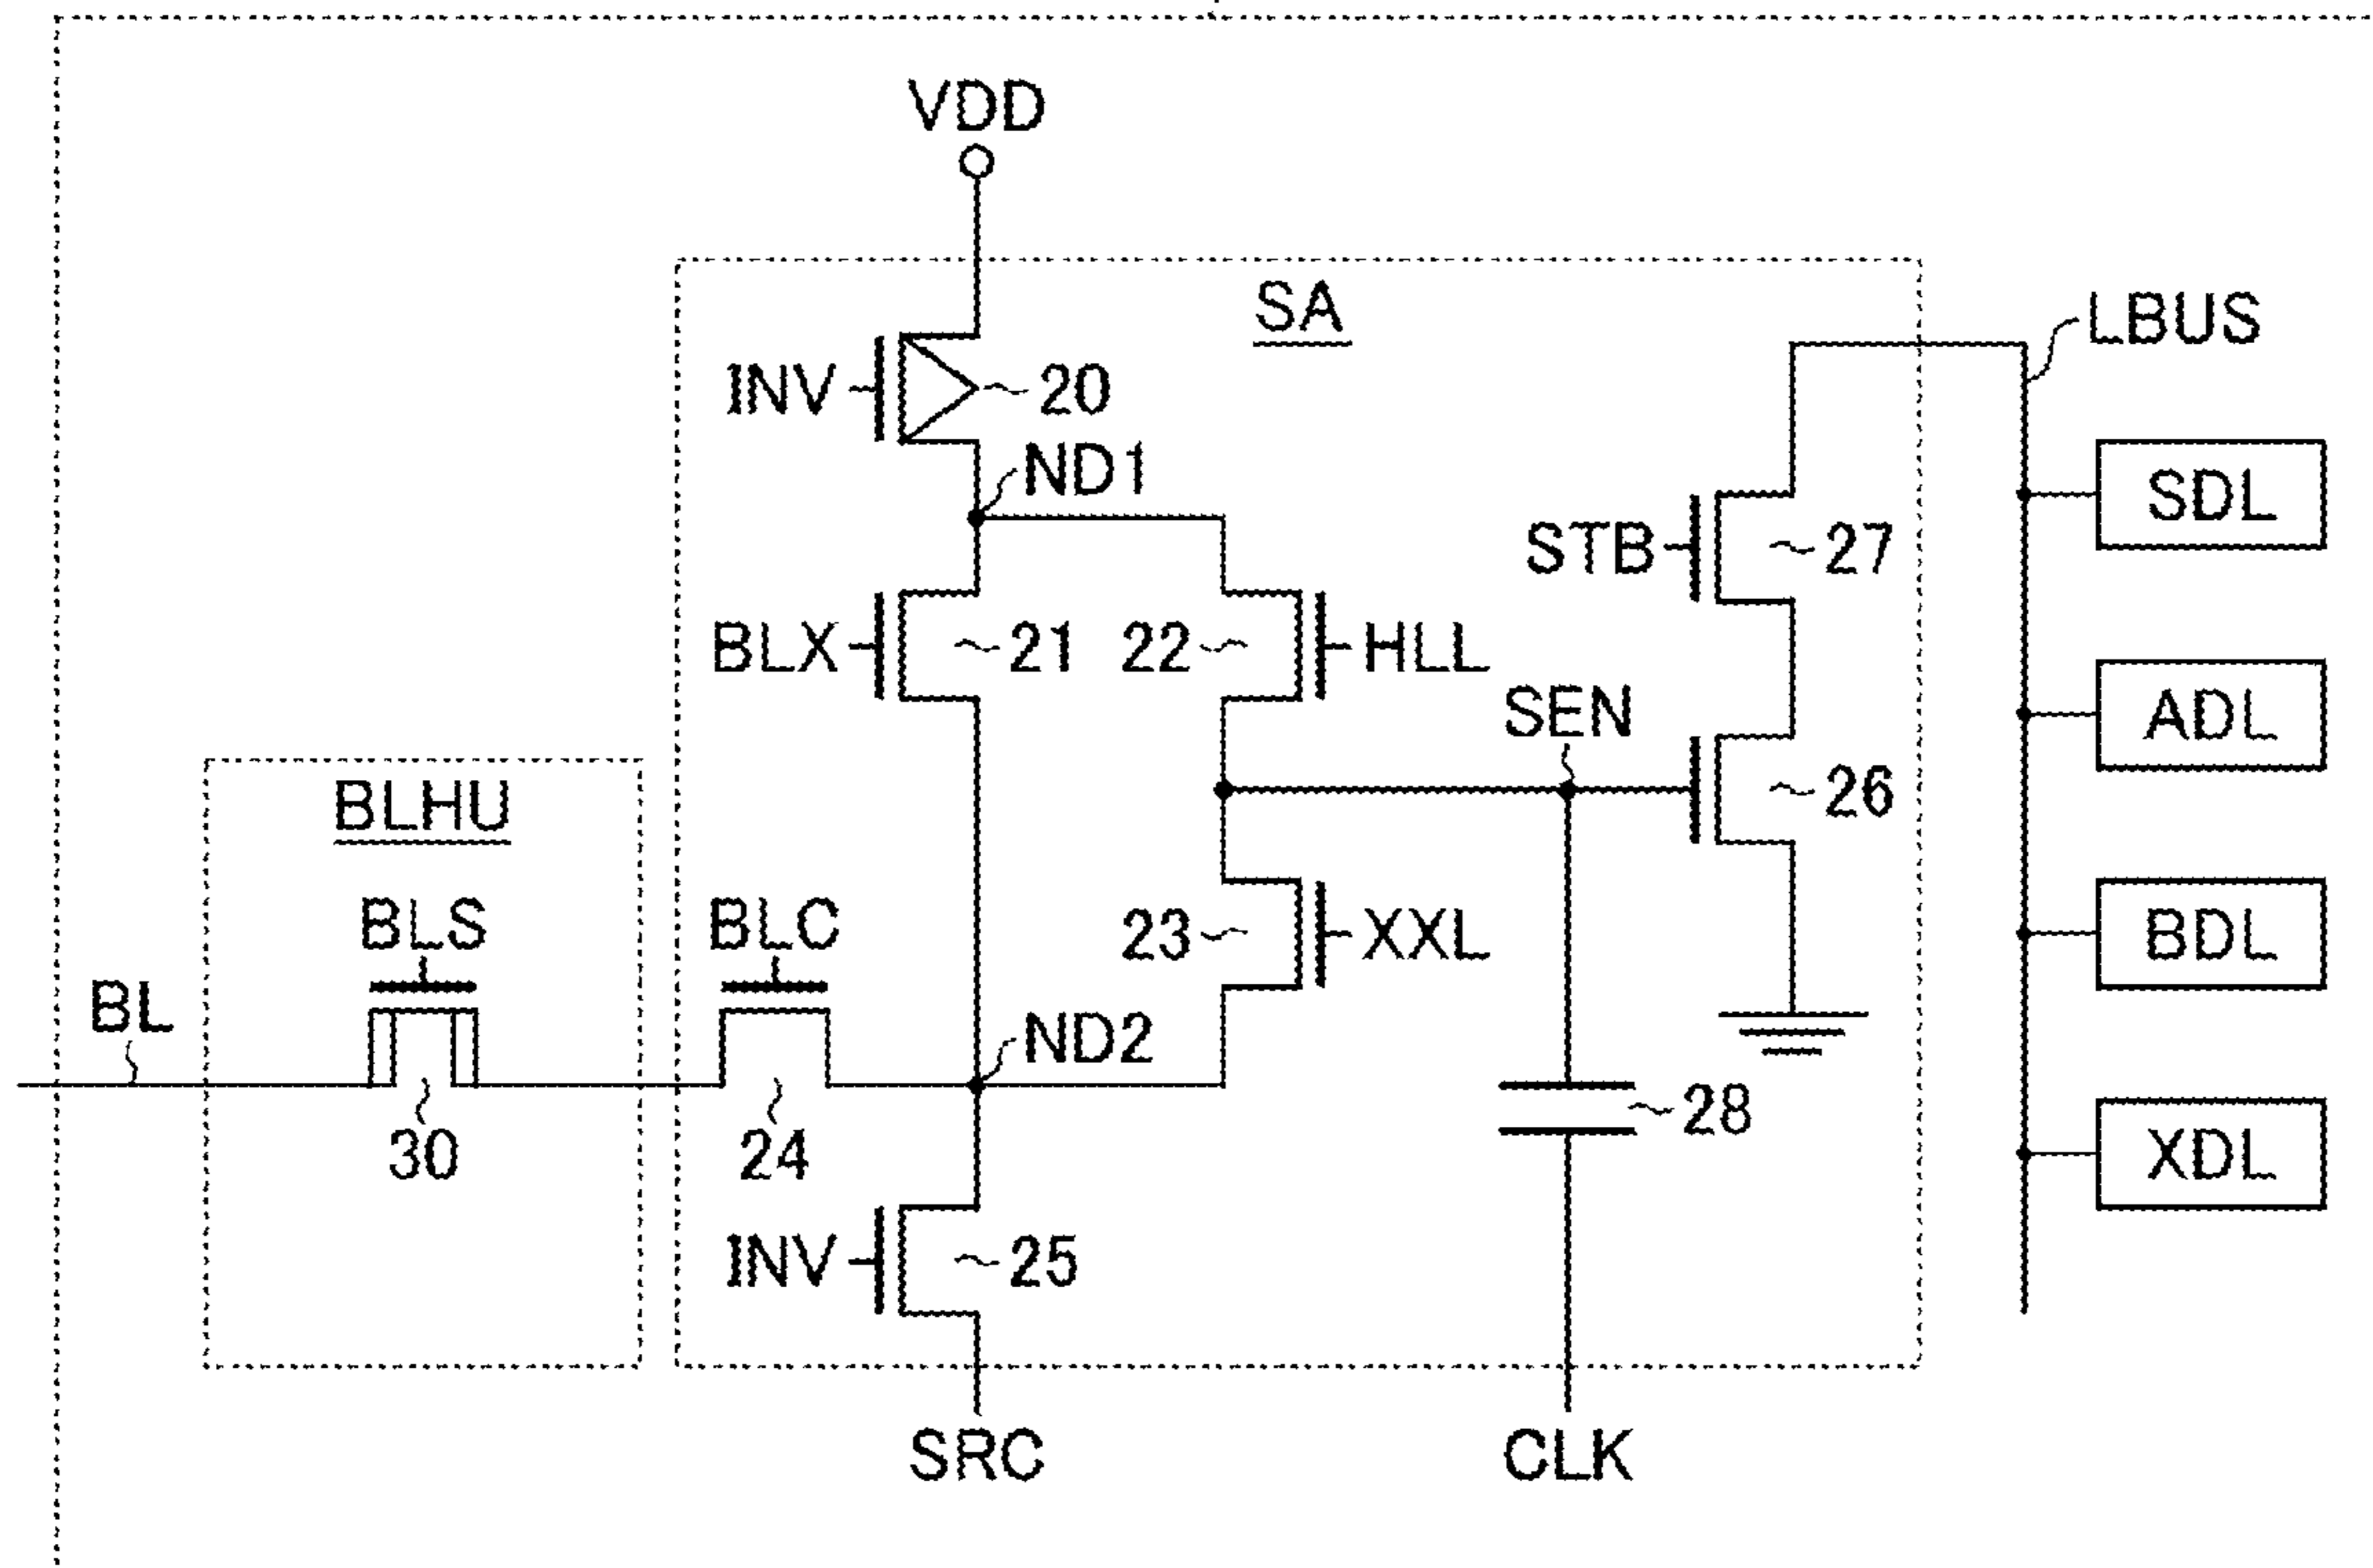 VDD
SA
LBUS
INV
20
ND1
SDL
STB
27
BLX
21
22
HLL
SEN
ADL
26
BLHU
BLS
BLC
23
XXL
BDL
BL
ND2
30
24
28
XDL
INV
25
SRC
CLK